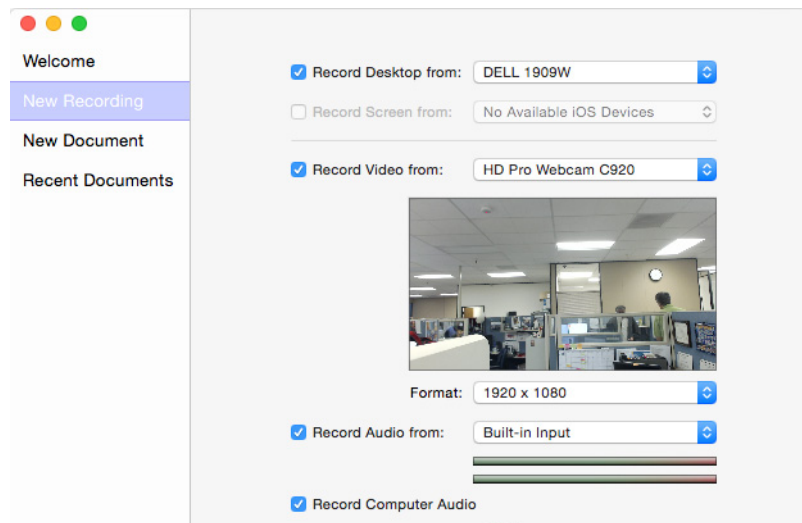 Welcome
New Recording
New Document
Recent Documents
Record Desktop from: DELL 1909W
Record Screen from: No Available iOS Devices
Record Video from: HD Pro Webcam C920
Format: 1920 x 1080
Record Audio from: Built-in Input
Record Computer Audio